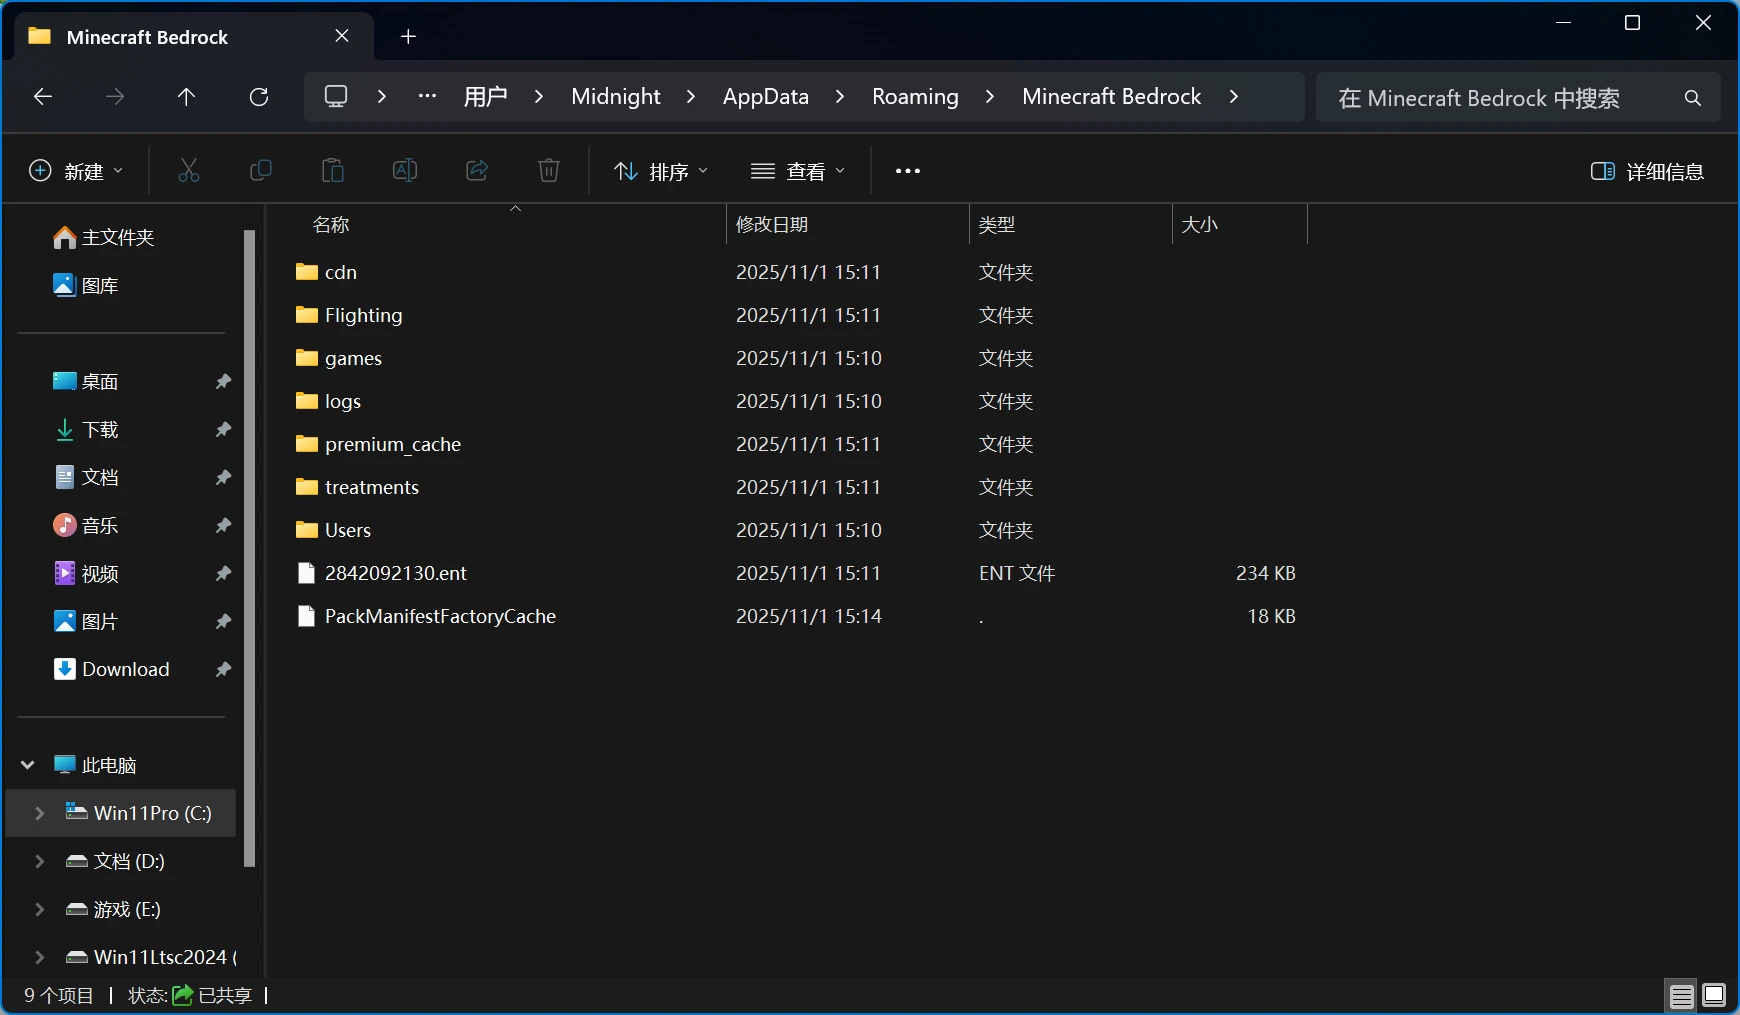 Minecraft Bedrock
用户 Midnight AppData Roaming Minecraft Bedrock
在 Minecraft Bedrock 中搜索
新建 排序 查看 详细信息
名称 修改日期 类型 大小
主文件夹
图库
桌面
下载
文档
音乐
视频
图片
Download
此电脑
Win11Pro (C:)
文档 (D:)
游戏 (E:)
Win11Ltsc2024 (
cdn 2025/11/1 15:11 文件夹
Flighting 2025/11/1 15:11 文件夹
games 2025/11/1 15:10 文件夹
logs 2025/11/1 15:10 文件夹
premium_cache 2025/11/1 15:11 文件夹
treatments 2025/11/1 15:11 文件夹
Users 2025/11/1 15:10 文件夹
2842092130.ent 2025/11/1 15:11 ENT 文件 234 KB
PackManifestFactoryCache 2025/11/1 15:14 . 18 KB
9 个项目 | 状态: 已共享 |